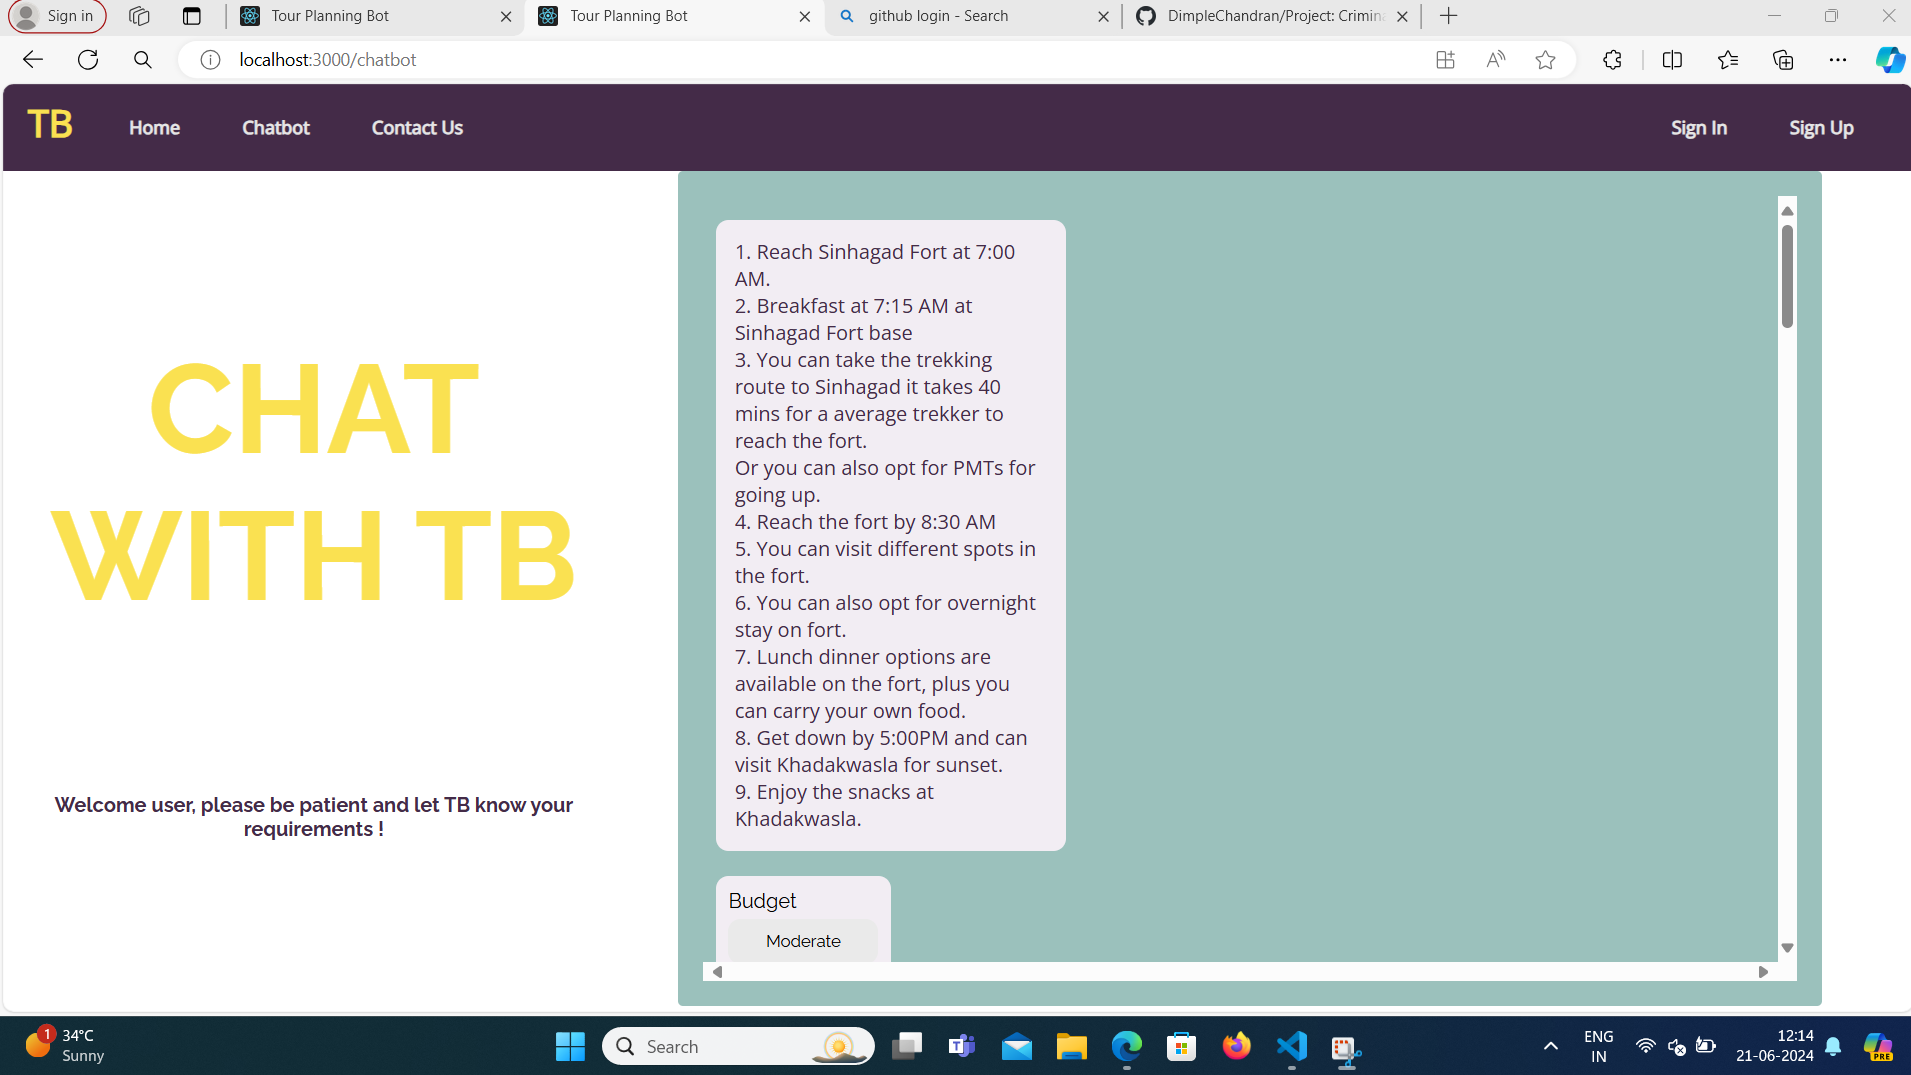 Sign in
Tour Planning Bot
Tour Planning Bot
github login - Search
DimpleChandran/Project: Crimina
localhost:3000/chatbot
TB
Home
Chatbot
Contact Us
Sign In
Sign Up
CHAT
WITH TB
Welcome user, please be patient and let TB know your
requirements !
1. Reach Sinhagad Fort at 7:00
AM.
2. Breakfast at 7:15 AM at
Sinhagad Fort base
3. You can take the trekking
route to Sinhagad it takes 40
mins for a average trekker to
reach the fort.
Or you can also opt for PMTs for
going up.
4. Reach the fort by 8:30 AM
5. You can visit different spots in
the fort.
6. You can also opt for overnight
stay on fort.
7. Lunch dinner options are
available on the fort, plus you
can carry your own food.
8. Get down by 5:00PM and can
visit Khadakwasla for sunset.
9. Enjoy the snacks at
Khadakwasla.
Budget
Moderate
1
34°C
Sunny
Search
ENG
IN
12:14
21-06-2024
PRE